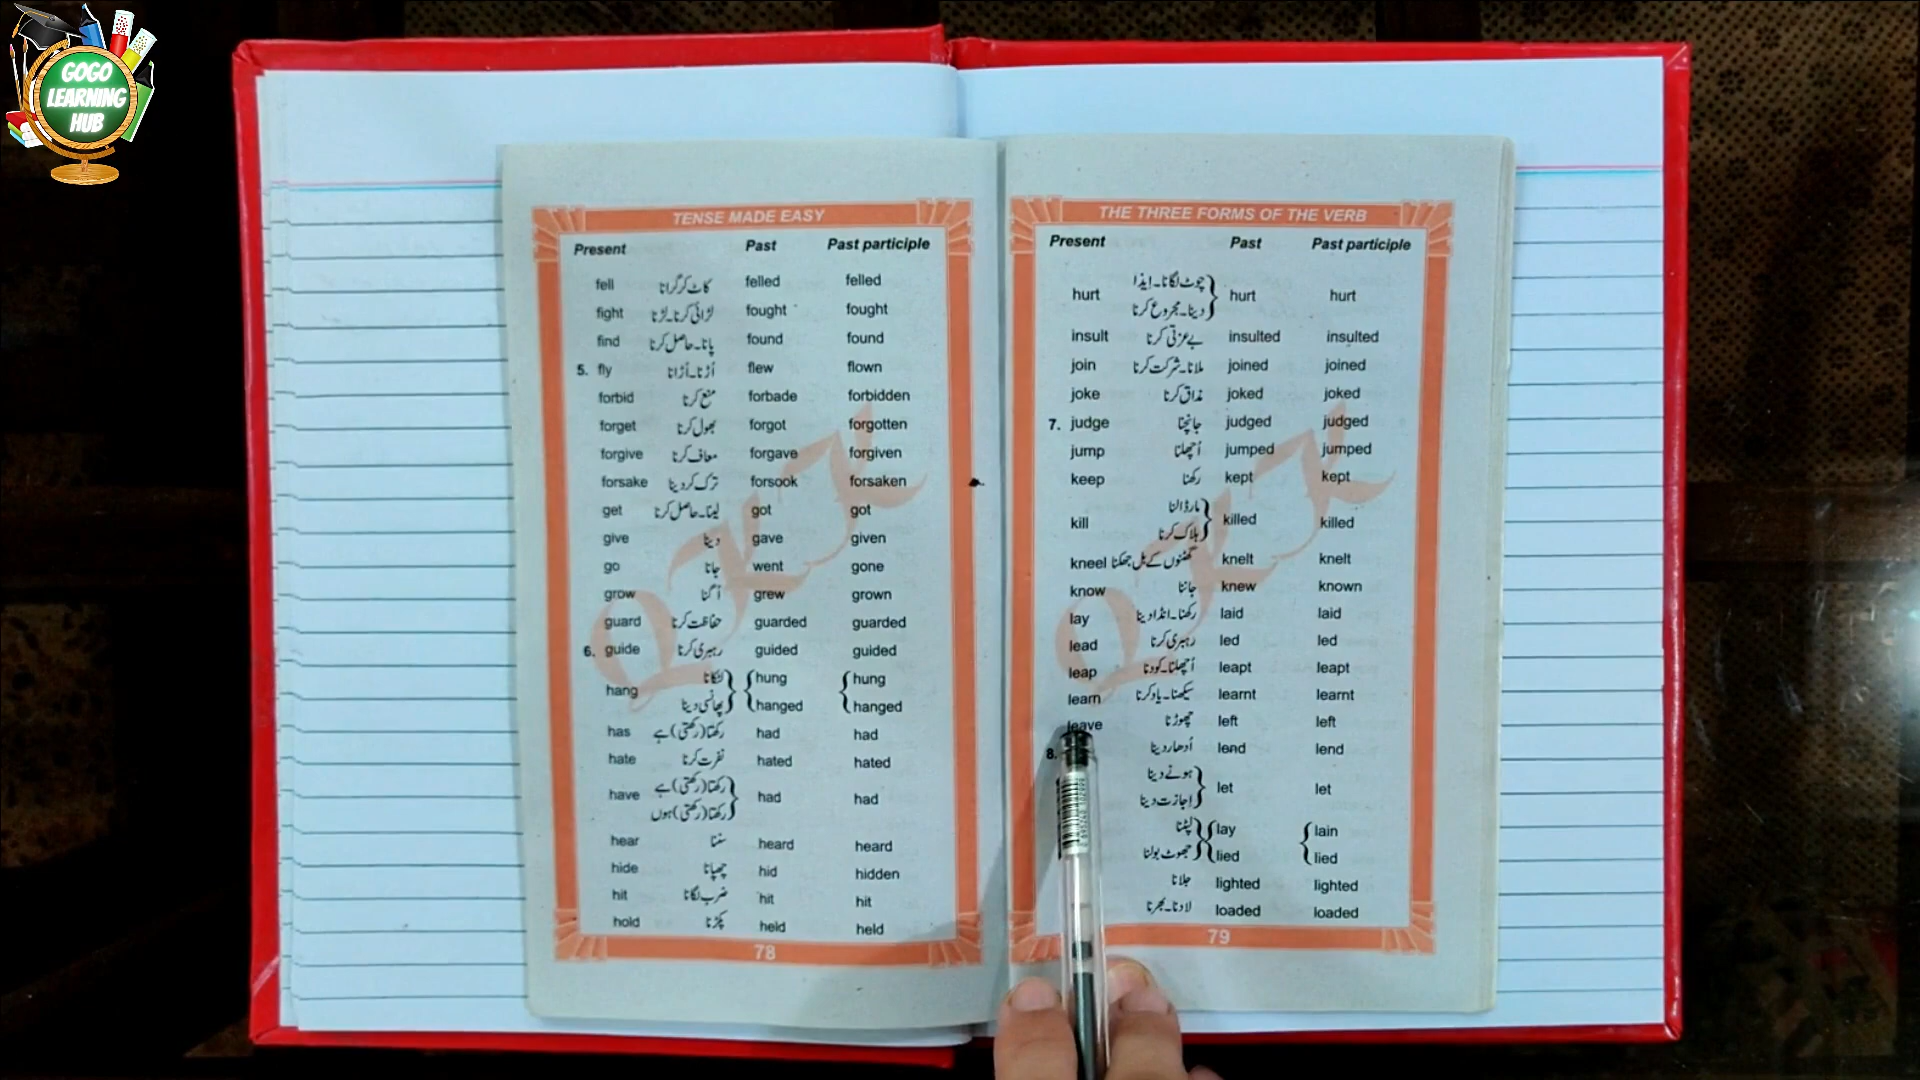 GOGO
LEARNING
HUB
TENSE MADE EASY
Present Past Past participle
fell کاٹ کر گرانا felled felled
fight لڑائی کرنا۔لڑنا fought fought
find پانا۔حاصل کرنا found found
5. fly اُڑنا۔اُڑانا flew flown
forbid منع کرنا forbade forbidden
forget بھول کرنا forgot forgotten
forgive معاف کرنا forgave forgiven
forsake ترک کر دینا forsook forsaken
get لینا۔حاصل کرنا got got
give دینا gave given
go جانا went gone
grow اُگنا grew grown
guard حفاظت کرنا guarded guarded
6. guide رہبری کرنا guided guided
hang لٹکانا hung hung
پھانسی دینا hanged hanged
has رکھتا(رکھتی)ہے had had
hate نفرت کرنا hated hated
have رکھتا(رکھتی)ہے had had
رکھتا(رکھتی)ہوں
hear سننا heard heard
hide چھپانا hid hidden
hit ضرب لگانا hit hit
hold پکڑنا held held
78
THE THREE FORMS OF THE VERB
Present Past Past participle
hurt چوٹ لگانا۔ایذا hurt hurt
دینا۔مجروع کرنا
insult بے عزتی کرنا insulted insulted
join ملانا۔شرکت کرنا joined joined
joke مذاق کرنا joked joked
7. judge جانچنا judged judged
jump اُچھلنا jumped jumped
keep رکھنا kept kept
kill مار ڈالنا killed killed
ہلاک کرنا
kneel گھٹنوں کے بل جھکنا knelt knelt
know جاننا knew known
lay رکھنا۔انڈا دینا laid laid
lead رہبری کرنا led led
leap اُچھلنا۔کودنا leapt leapt
learn سیکھنا۔یاد کرنا learnt learnt
leave چھوڑنا left left
8. اُدھار دینا lend lend
ہونے دینا let let
اجازت دینا
لیٹنا lay lain
جھوٹ بولنا lied lied
جلانا lighted lighted
لادنا۔بھرنا loaded loaded
79